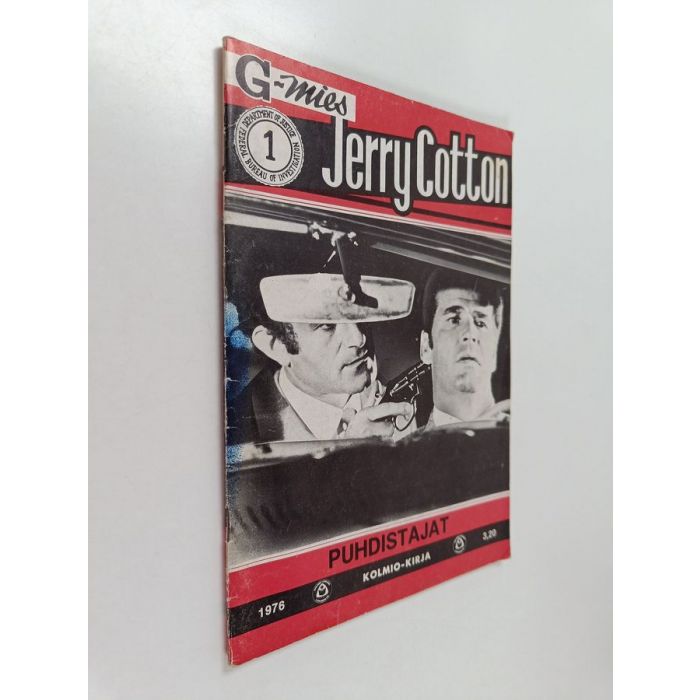 G-mies
DEPARTMENT OF JUSTICE
FEDERAL BUREAU OF INVESTIGATION
1
Jerry Cotton
PUHDISTAJAT
3,20
1976
KOLMIO-KIRJA